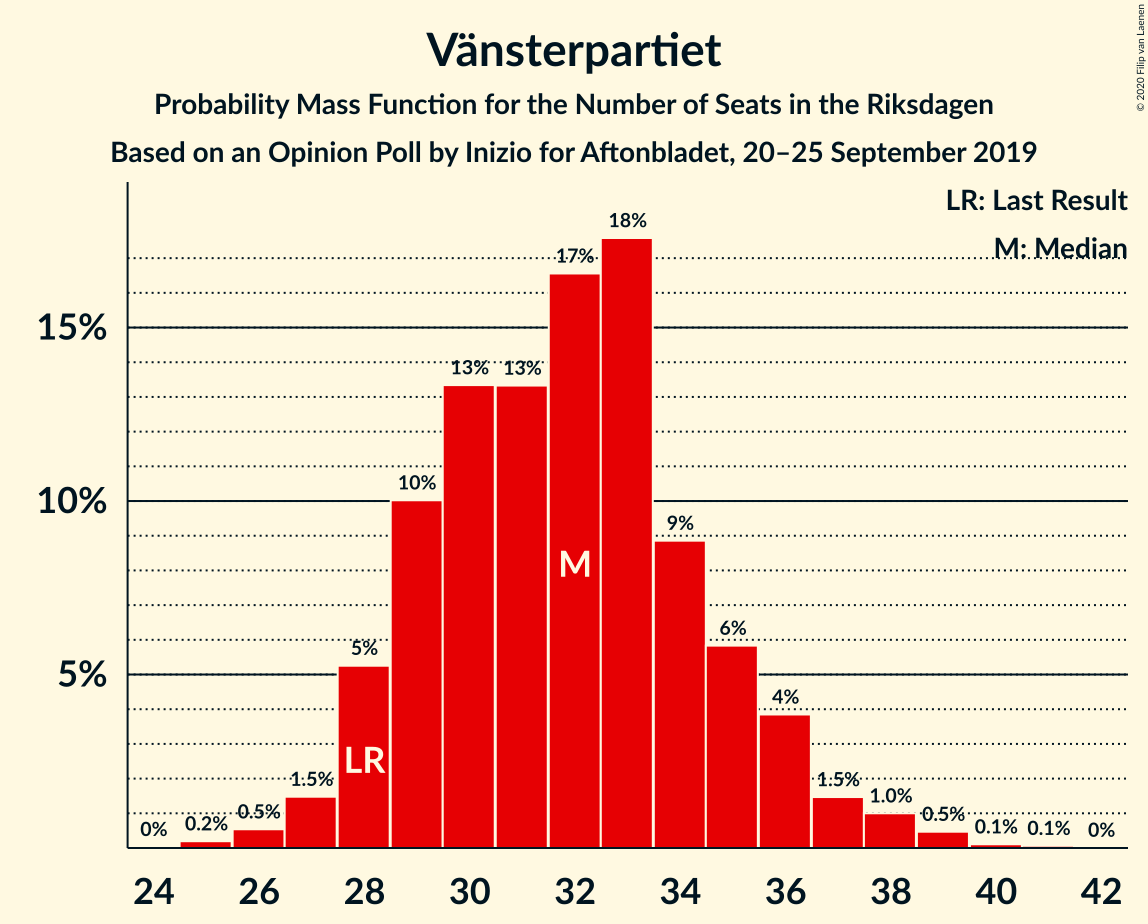 Vänsterpartiet
Probability Mass Function for the Number of Seats in the Riksdagen
Based on an Opinion Poll by Inizio for Aftonbladet, 20–25 September 2019
© 2020 Filip van Laenen
LR: Last Result
M: Median
15%
10%
5%
0%
0.2%
0.5%
1.5%
5%
10%
13%
13%
17%
18%
9%
6%
4%
1.5%
1.0%
0.5%
0.1%
0.1%
0%
LR
M
24 26 28 30 32 34 36 38 40 42